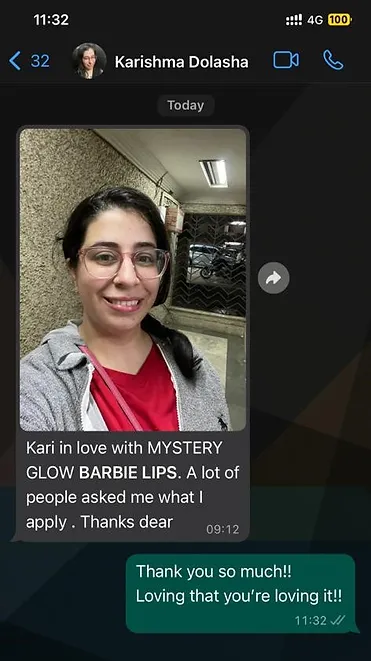 11:32
4G 100
32
Karishma Dolasha
Today
Kari in love with MYSTERY
GLOW BARBIE LIPS. A lot of
people asked me what I
apply . Thanks dear
09:12
Thank you so much!!
Loving that you're loving it!!
11:32